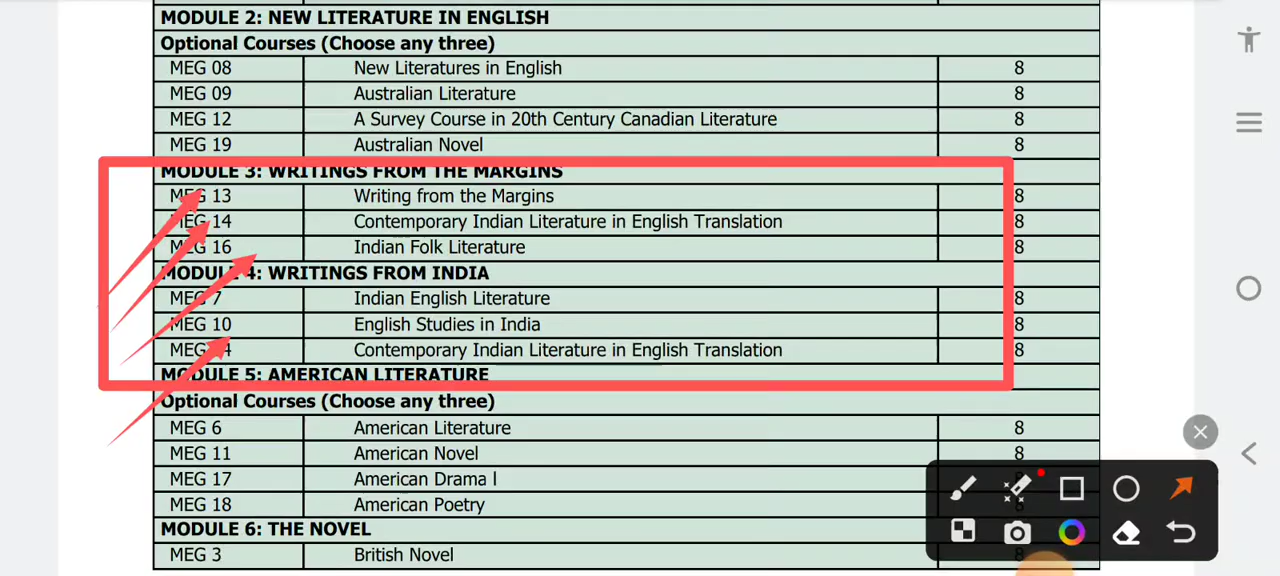 MODULE 2: NEW LITERATURE IN ENGLISH
Optional Courses (Choose any three)
MEG 08 New Literatures in English 8
MEG 09 Australian Literature 8
MEG 12 A Survey Course in 20th Century Canadian Literature 8
MEG 19 Australian Novel 8
MODULE 3: WRITINGS FROM THE MARGINS
MEG 13 Writing from the Margins 8
MEG 14 Contemporary Indian Literature in English Translation 8
MEG 16 Indian Folk Literature 8
MODULE 4: WRITINGS FROM INDIA
MEG 7 Indian English Literature 8
MEG 10 English Studies in India 8
MEG Contemporary Indian Literature in English Translation 8
MODULE 5: AMERICAN LITERATURE
Optional Courses (Choose any three)
MEG 6 American Literature 8
MEG 11 American Novel 8
MEG 17 American Drama I
MEG 18 American Poetry
MODULE 6: THE NOVEL
MEG 3 British Novel